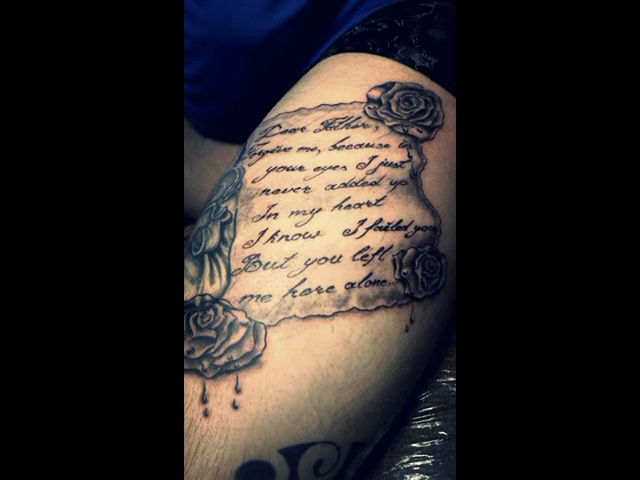 Dear Father,
Forgive me, because in
your eyes I just
never added up
In my heart
I know I failed you
But you left
me here alone...